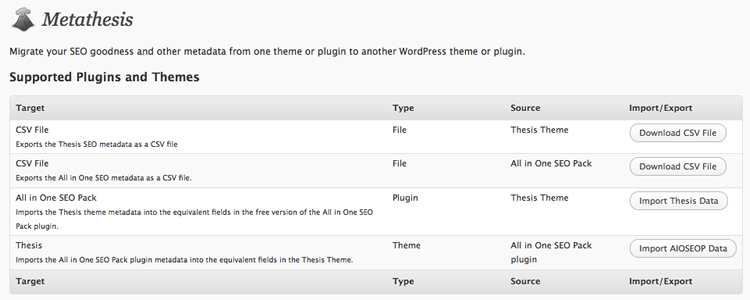 Metathesis
Migrate your SEO goodness and other metadata from one theme or plugin to another WordPress theme or plugin.
Supported Plugins and Themes
Target Type Source Import/Export
CSV File File Thesis Theme Download CSV File
Exports the Thesis SEO metadata as a CSV file
CSV File File All in One SEO Pack Download CSV File
Exports the All in One SEO metadata as a CSV file.
All in One SEO Pack Plugin Thesis Theme Import Thesis Data
Imports the Thesis theme metadata into the equivalent fields in the free version of the All in One SEO
Pack plugin.
Thesis Theme All in One SEO Pack Import AIOSEOP Data
Imports the All in One SEO Pack plugin metadata into the equivalent fields in the Thesis Theme. plugin
Target Type Source Import/Export